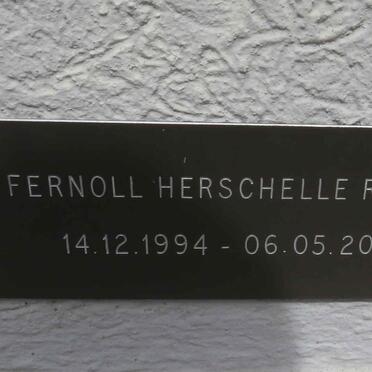 FERNOLL HERSCHELLE
14.12.1994 - 06.05.20